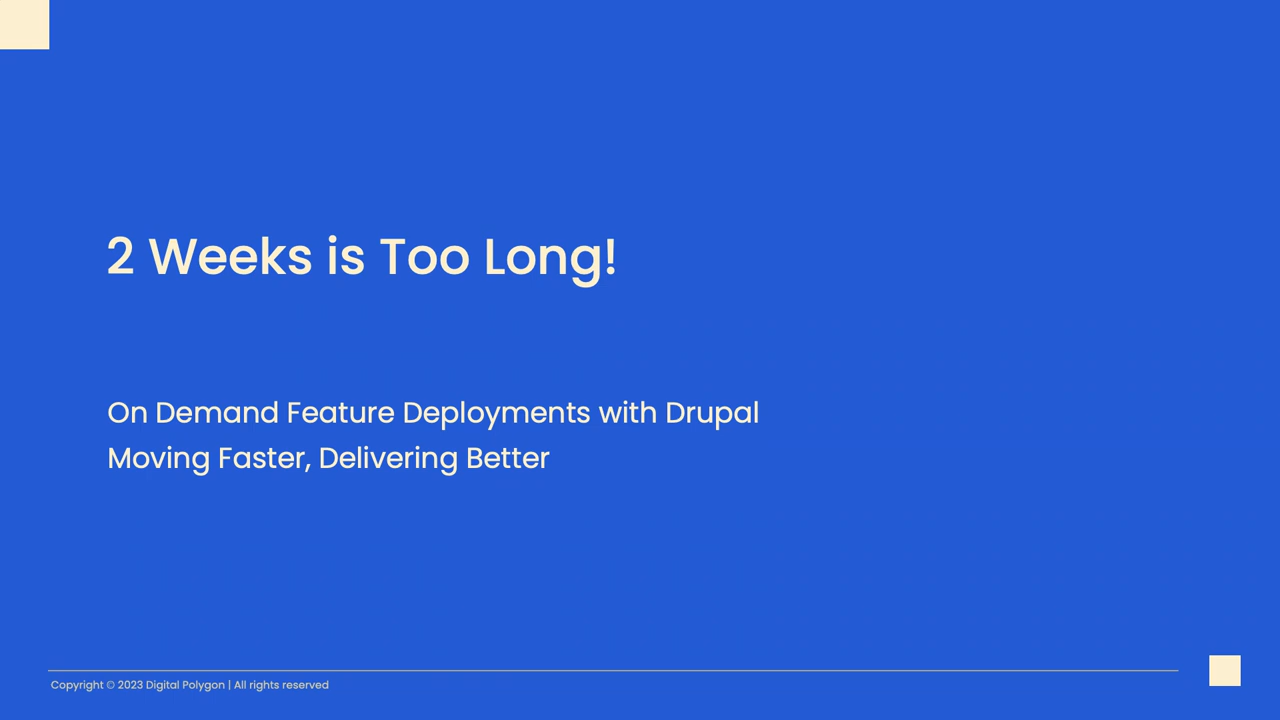 2 Weeks is Too Long!
On Demand Feature Deployments with Drupal
Moving Faster, Delivering Better
Copyright © 2023 Digital Polygon | All rights reserved